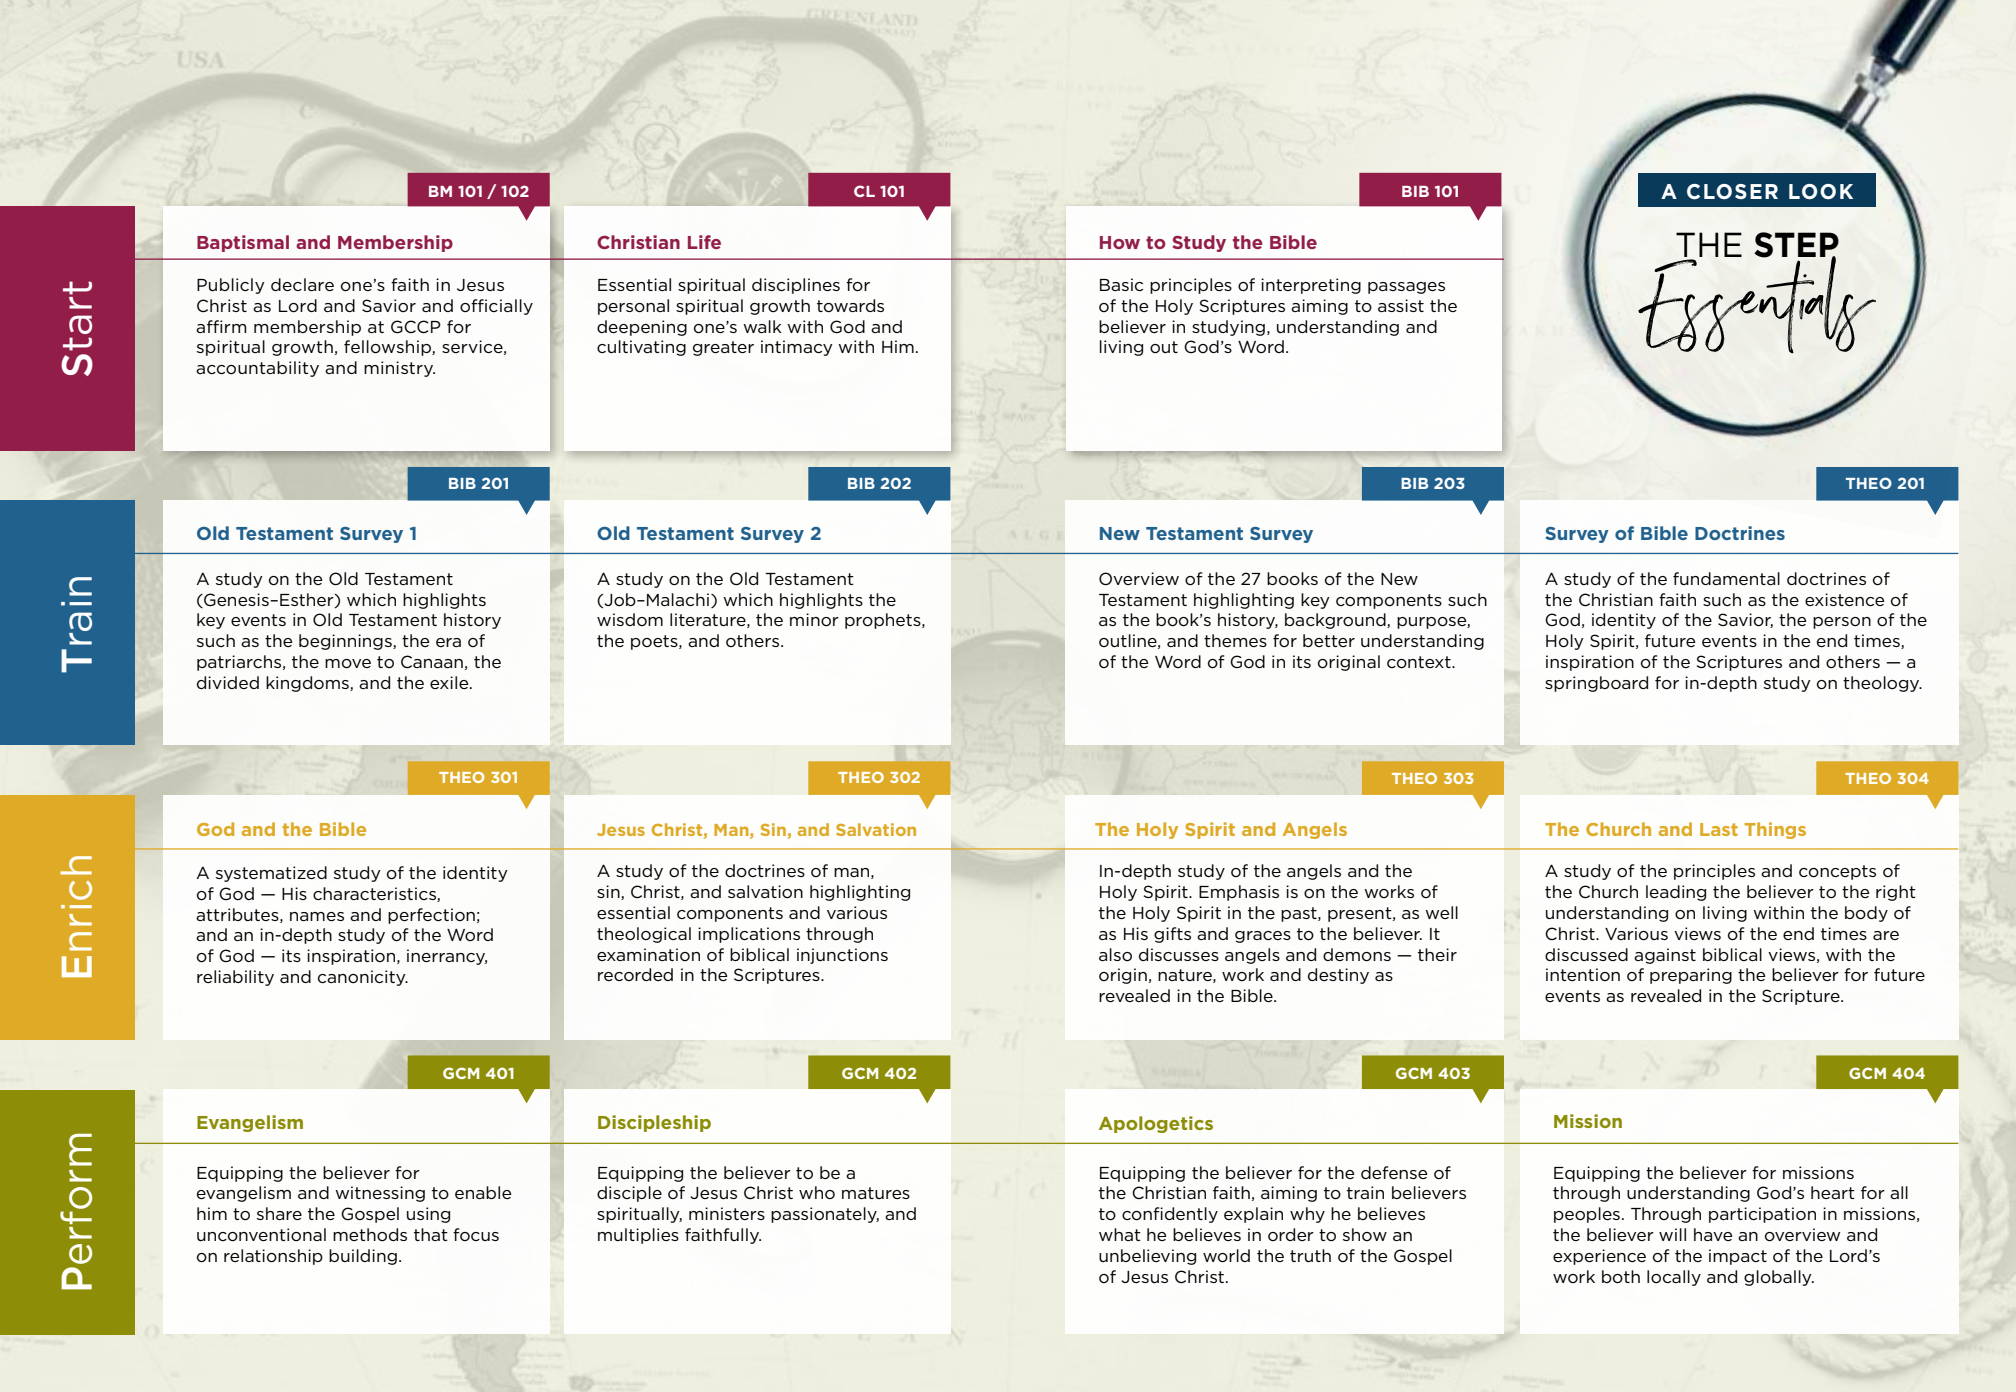 A CLOSER LOOK
THE STEP
Essentials
Start
BM 101 / 102
Baptismal and Membership
Publicly declare one's faith in Jesus
Christ as Lord and Savior and officially
affirm membership at GCCP for
spiritual growth, fellowship, service,
accountability and ministry.
CL 101
Christian Life
Essential spiritual disciplines for
personal spiritual growth towards
deepening one's walk with God and
cultivating greater intimacy with Him.
BIB 101
How to Study the Bible
Basic principles of interpreting passages
of the Holy Scriptures aiming to assist the
believer in studying, understanding and
living out God's Word.
Train
BIB 201
Old Testament Survey 1
A study on the Old Testament
(Genesis–Esther) which highlights
key events in Old Testament history
such as the beginnings, the era of
patriarchs, the move to Canaan, the
divided kingdoms, and the exile.
BIB 202
Old Testament Survey 2
A study on the Old Testament
(Job–Malachi) which highlights the
wisdom literature, the minor prophets,
the poets, and others.
BIB 203
New Testament Survey
Overview of the 27 books of the New
Testament highlighting key components such
as the book's history, background, purpose,
outline, and themes for better understanding
of the Word of God in its original context.
THEO 201
Survey of Bible Doctrines
A study of the fundamental doctrines of
the Christian faith such as the existence of
God, identity of the Savior, the person of the
Holy Spirit, future events in the end times,
inspiration of the Scriptures and others — a
springboard for in-depth study on theology.
Enrich
THEO 301
God and the Bible
A systematized study of the identity
of God — His characteristics,
attributes, names and perfection;
and an in-depth study of the Word
of God — its inspiration, inerrancy,
reliability and canonicity.
THEO 302
Jesus Christ, Man, Sin, and Salvation
A study of the doctrines of man,
sin, Christ, and salvation highlighting
essential components and various
theological implications through
examination of biblical injunctions
recorded in the Scriptures.
THEO 303
The Holy Spirit and Angels
In-depth study of the angels and the
Holy Spirit. Emphasis is on the works of
the Holy Spirit in the past, present, as well
as His gifts and graces to the believer. It
also discusses angels and demons — their
origin, nature, work and destiny as
revealed in the Bible.
THEO 304
The Church and Last Things
A study of the principles and concepts of
the Church leading the believer to the right
understanding on living within the body of
Christ. Various views of the end times are
discussed against biblical views, with the
intention of preparing the believer for future
events as revealed in the Scripture.
Perform
GCM 401
Evangelism
Equipping the believer for
evangelism and witnessing to enable
him to share the Gospel using
unconventional methods that focus
on relationship building.
GCM 402
Discipleship
Equipping the believer to be a
disciple of Jesus Christ who matures
spiritually, ministers passionately, and
multiplies faithfully.
GCM 403
Apologetics
Equipping the believer for the defense of
the Christian faith, aiming to train believers
to confidently explain why he believes
what he believes in order to show an
unbelieving world the truth of the Gospel
of Jesus Christ.
GCM 404
Mission
Equipping the believer for missions
through understanding God's heart for all
peoples. Through participation in missions,
the believer will have an overview and
experience of the impact of the Lord's
work both locally and globally.
USA
GREENLAND
SPAIN